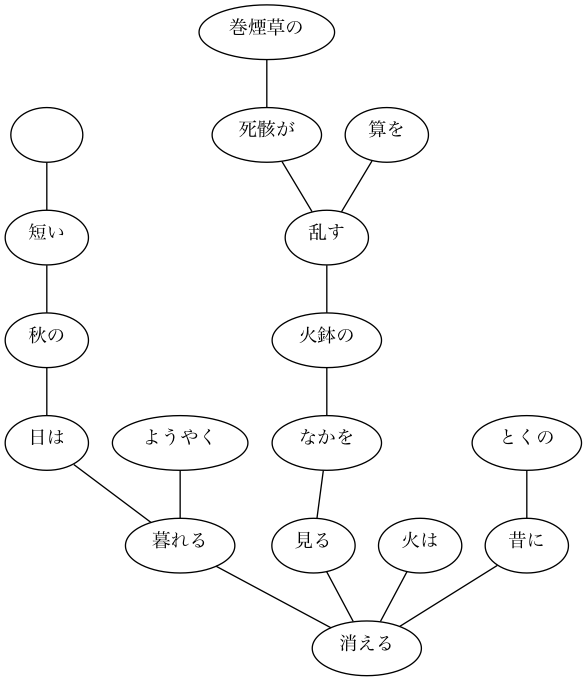 巻煙草の
死骸が 算を
短い 乱す
秋の 火鉢の
日は ようやく なかを とくの
暮れる 見る 火は 昔に
消える